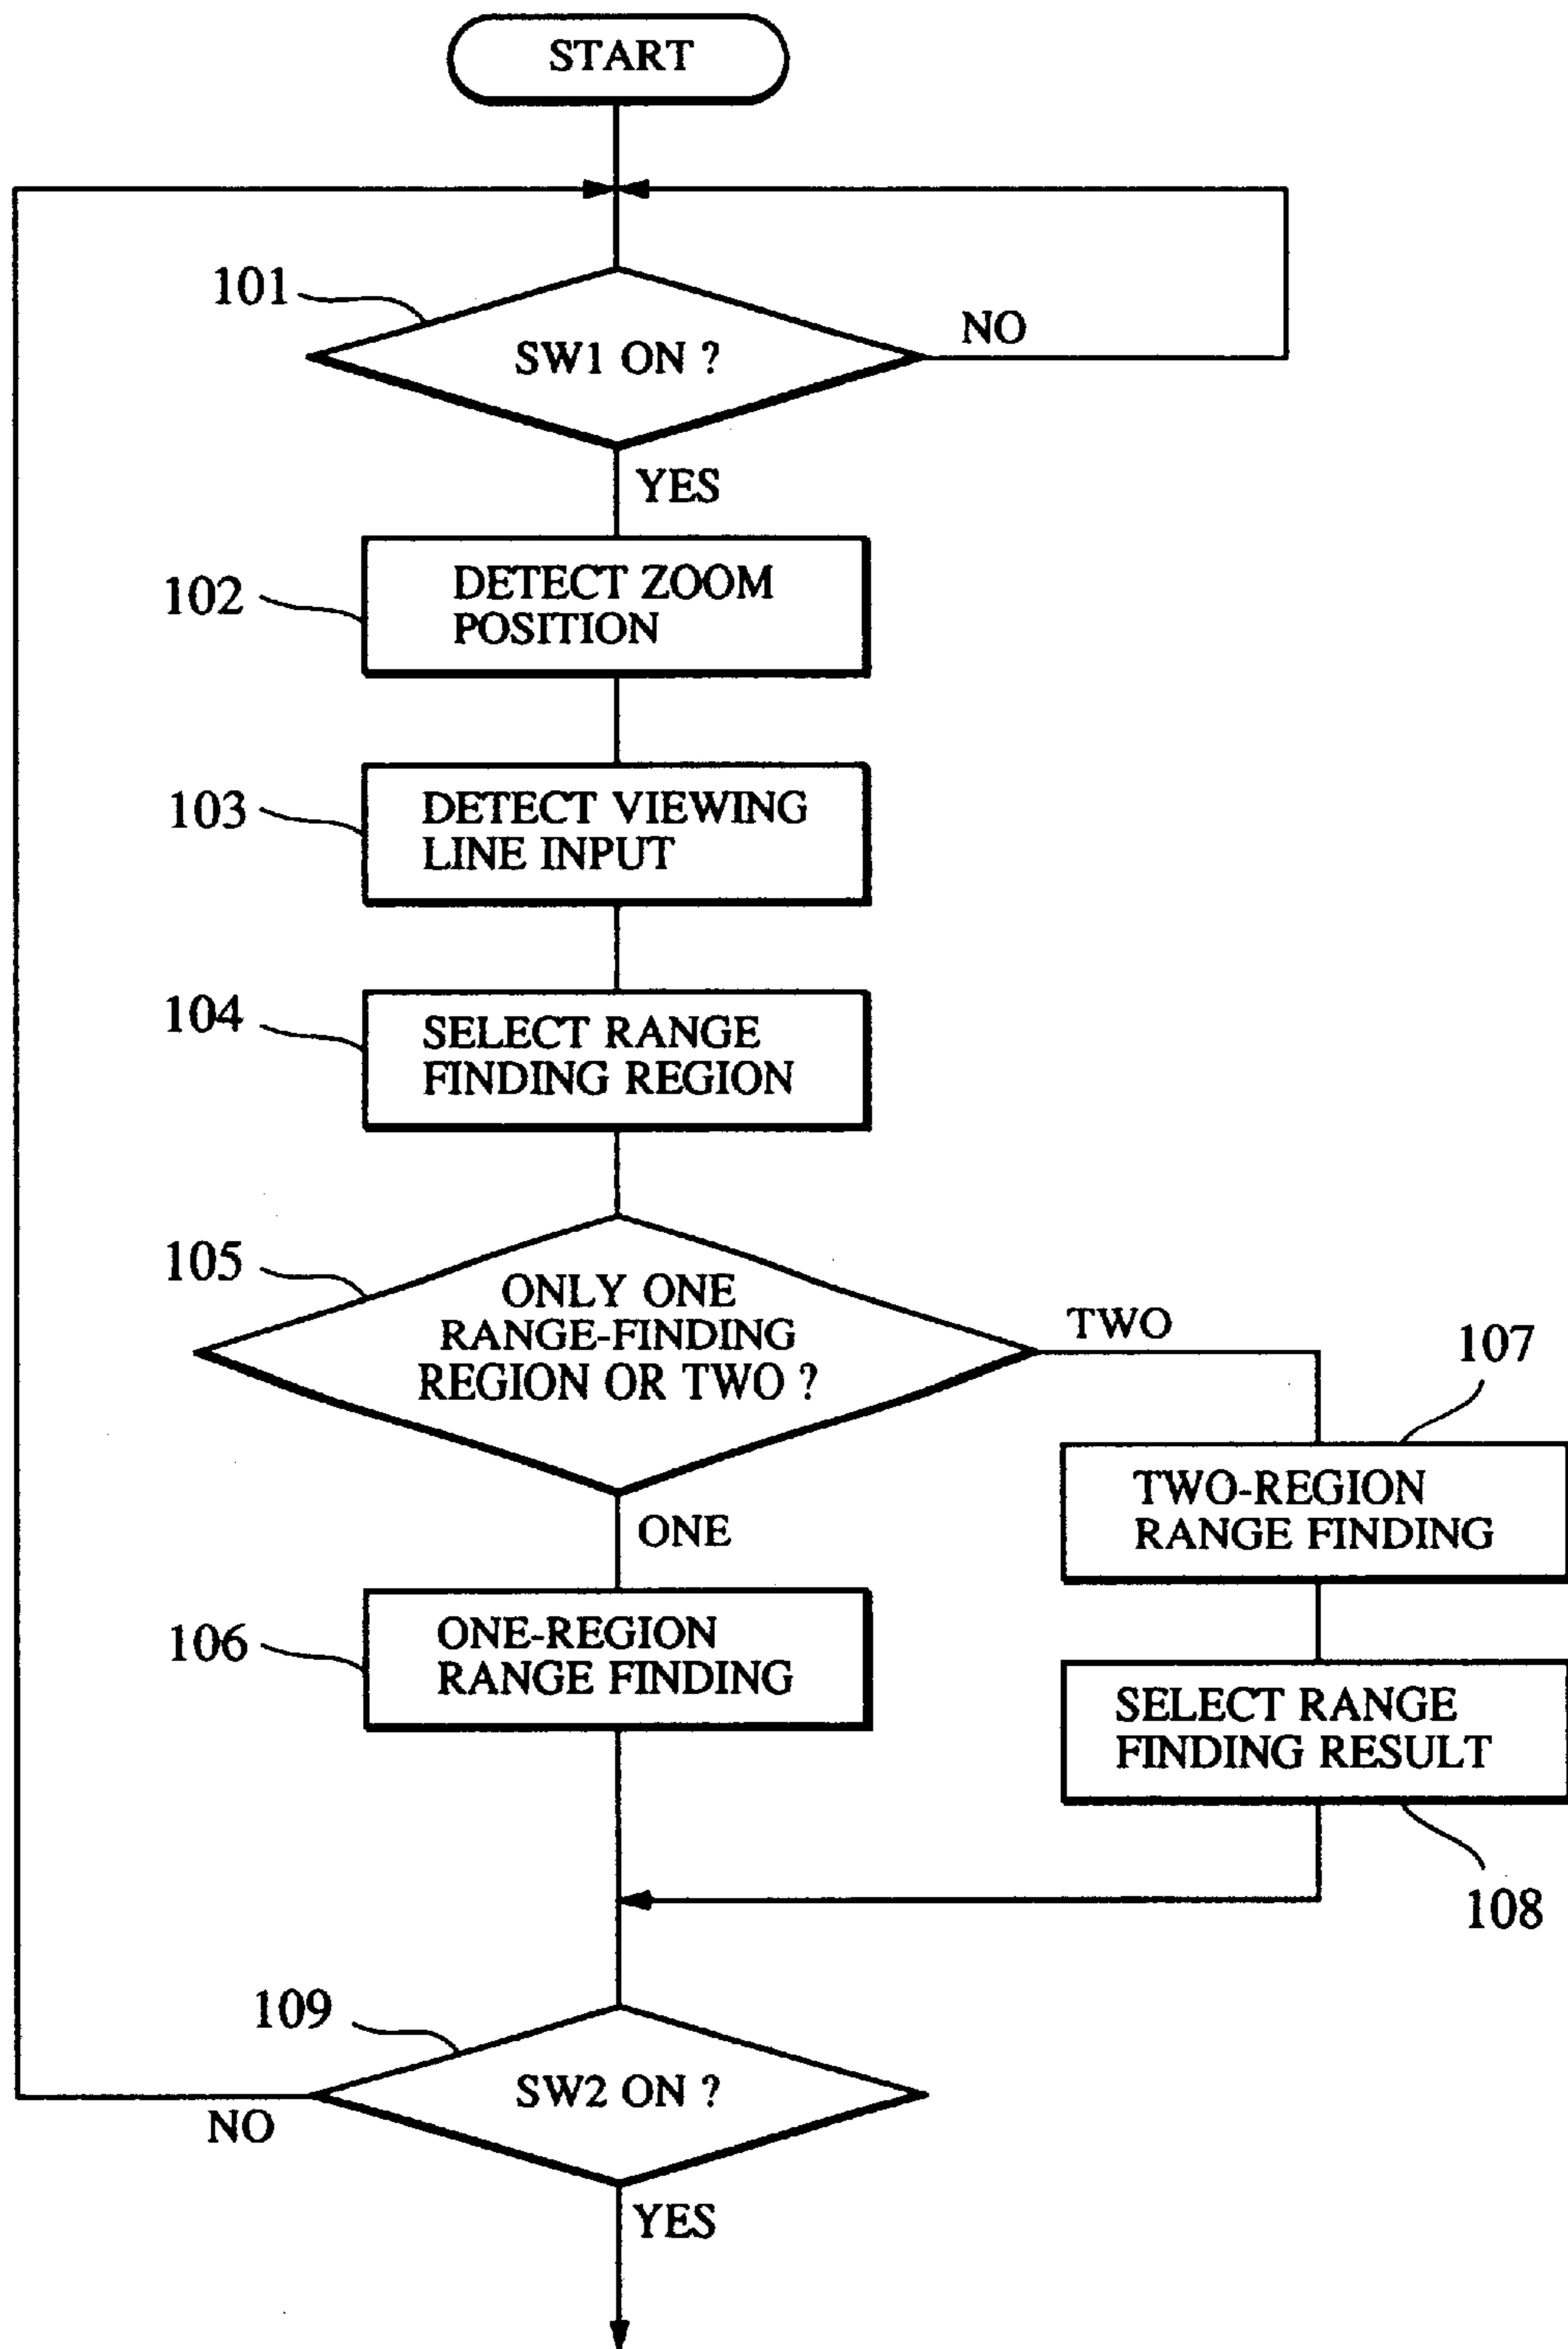 START
101
SW1 ON ?
NO
YES
102
DETECT ZOOM
POSITION
103
DETECT VIEWING
LINE INPUT
104
SELECT RANGE
FINDING REGION
105
ONLY ONE
RANGE-FINDING
REGION OR TWO ?
TWO
107
TWO-REGION
RANGE FINDING
ONE
106
ONE-REGION
RANGE FINDING
SELECT RANGE
FINDING RESULT
108
109
SW2 ON ?
NO
YES